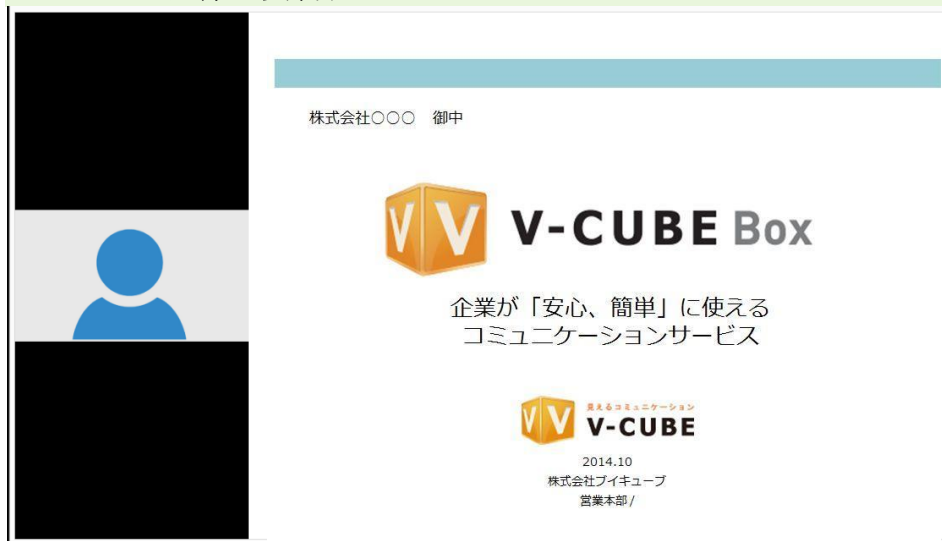 株式会社○○○　御中
VV V-CUBE Box
企業が「安心、簡単」に使える
コミュニケーションサービス
見えるコミュニケーション
VV V-CUBE
2014.10
株式会社ブイキューブ
営業本部 /